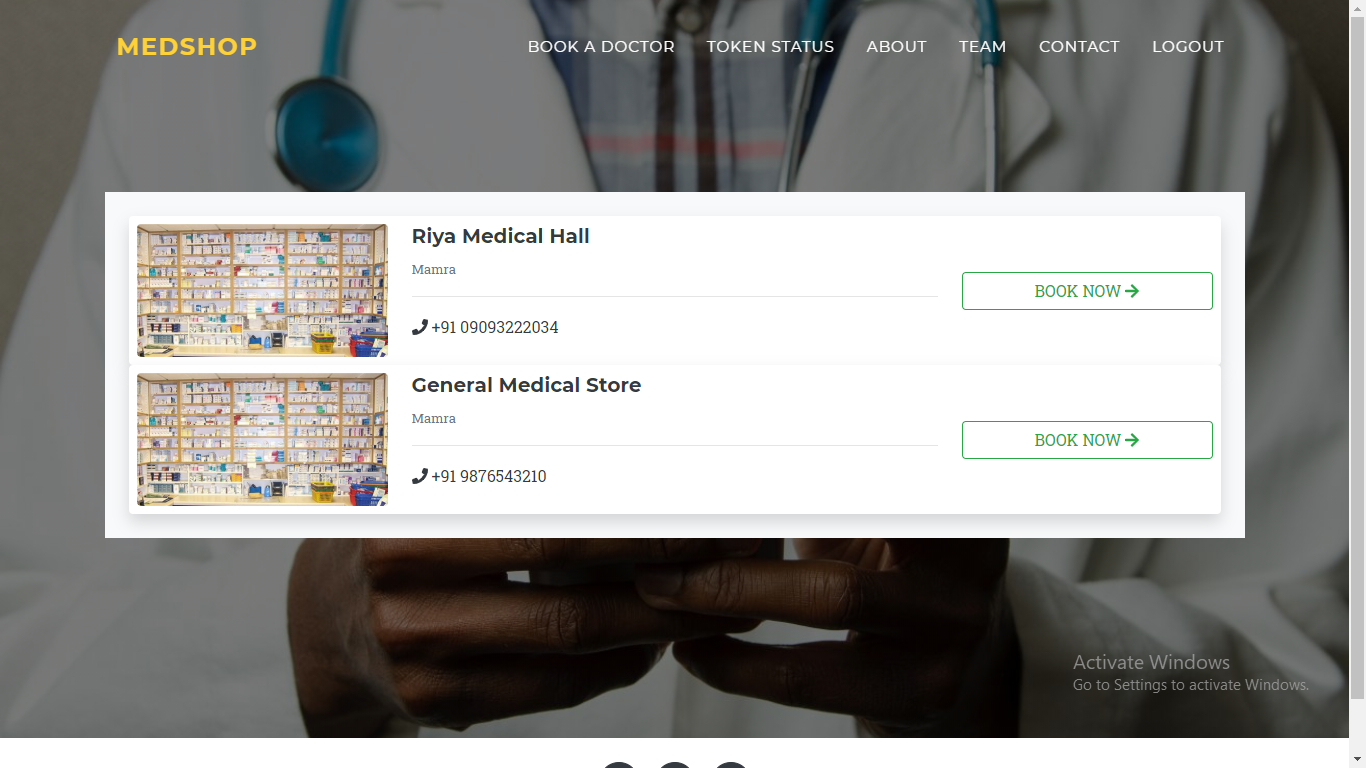 MEDSHOP
BOOK A DOCTOR TOKEN STATUS ABOUT TEAM CONTACT LOGOUT
Riya Medical Hall
Mamra
+91 09093222034
BOOK NOW
General Medical Store
Mamra
+91 9876543210
BOOK NOW
Activate Windows
Go to Settings to activate Windows.